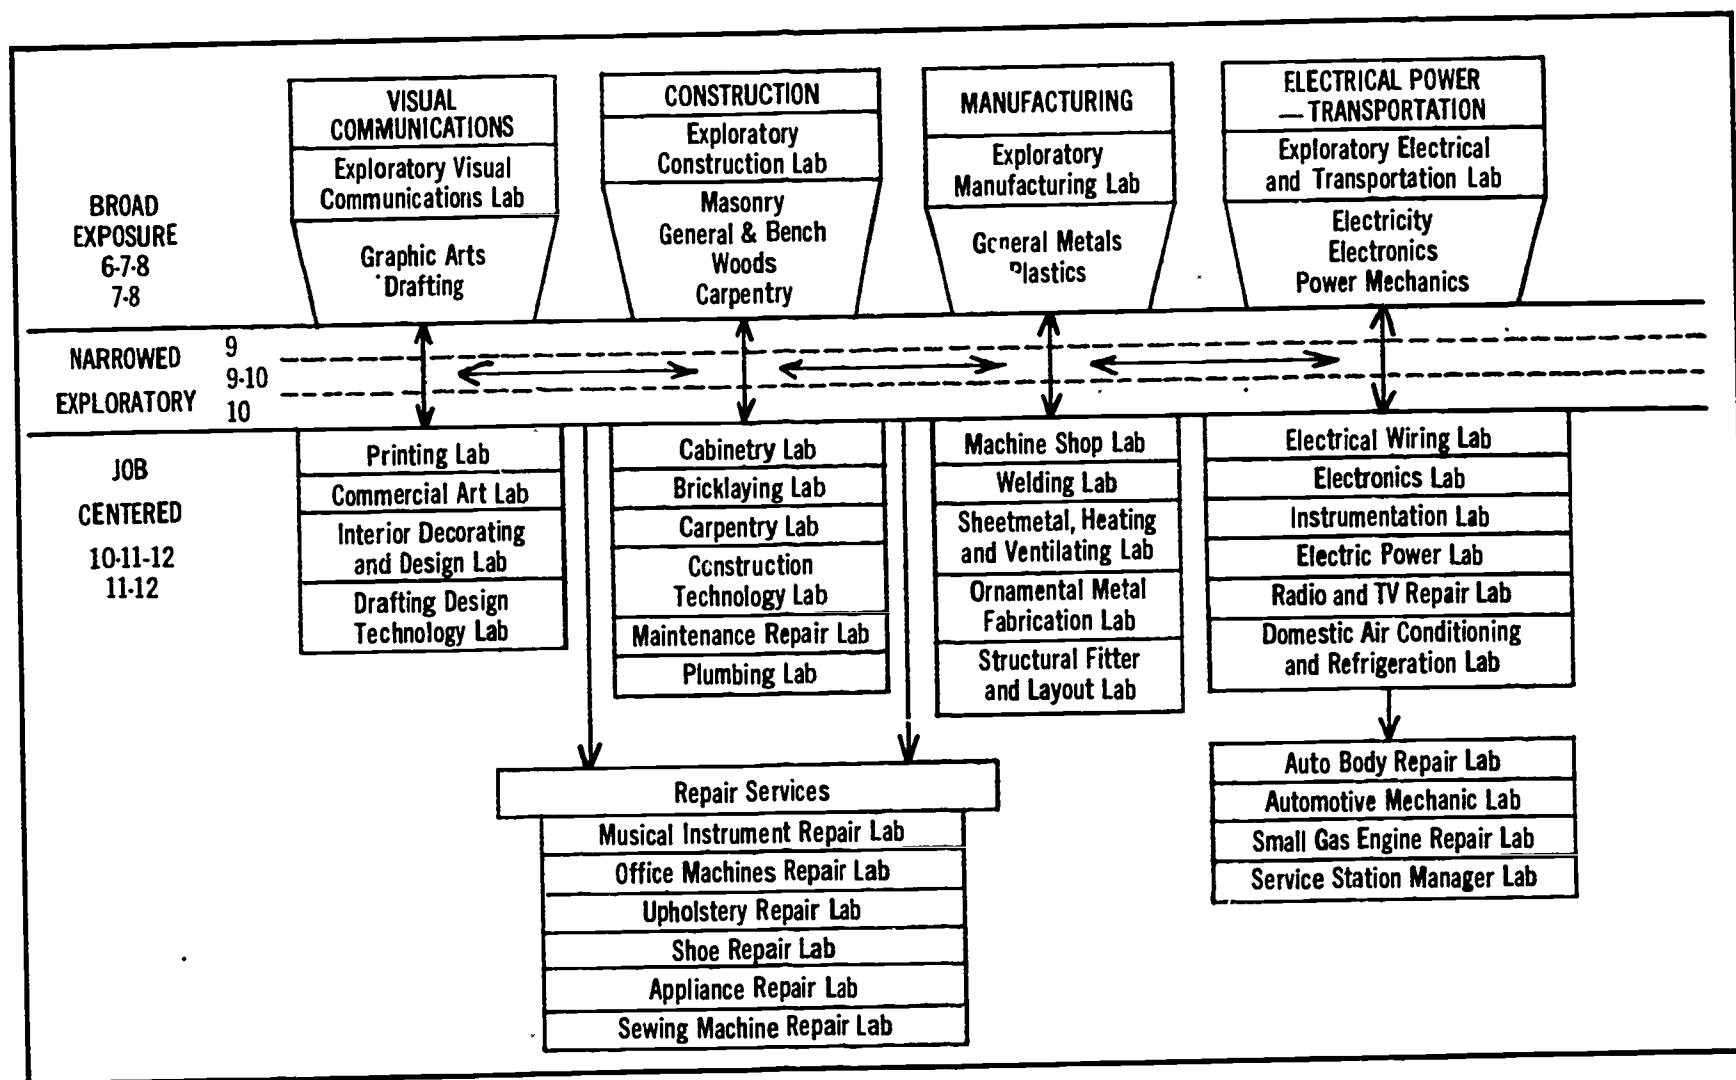 VISUAL
COMMUNICATIONS
Exploratory Visual
Communications Lab
Graphic Arts
Drafting
CONSTRUCTION
Exploratory
Construction Lab
Masonry
General & Bench
Woods
Carpentry
MANUFACTURING
Exploratory
Manufacturing Lab
General Metals
Plastics
ELECTRICAL POWER
— TRANSPORTATION
Exploratory Electrical
and Transportation Lab
Electricity
Electronics
Power Mechanics
BROAD
EXPOSURE
6-7-8
7-8
NARROWED
EXPLORATORY
9
9-10
10
JOB
CENTERED
10-11-12
11-12
Printing Lab
Commercial Art Lab
Interior Decorating
and Design Lab
Drafting Design
Technology Lab
Cabinetry Lab
Bricklaying Lab
Carpentry Lab
Construction
Technology Lab
Maintenance Repair Lab
Plumbing Lab
Machine Shop Lab
Welding Lab
Sheetmetal, Heating
and Ventilating Lab
Ornamental Metal
Fabrication Lab
Structural Fitter
and Layout Lab
Electrical Wiring Lab
Electronics Lab
Instrumentation Lab
Electric Power Lab
Radio and TV Repair Lab
Domestic Air Conditioning
and Refrigeration Lab
Repair Services
Musical Instrument Repair Lab
Office Machines Repair Lab
Upholstery Repair Lab
Shoe Repair Lab
Appliance Repair Lab
Sewing Machine Repair Lab
Auto Body Repair Lab
Automotive Mechanic Lab
Small Gas Engine Repair Lab
Service Station Manager Lab